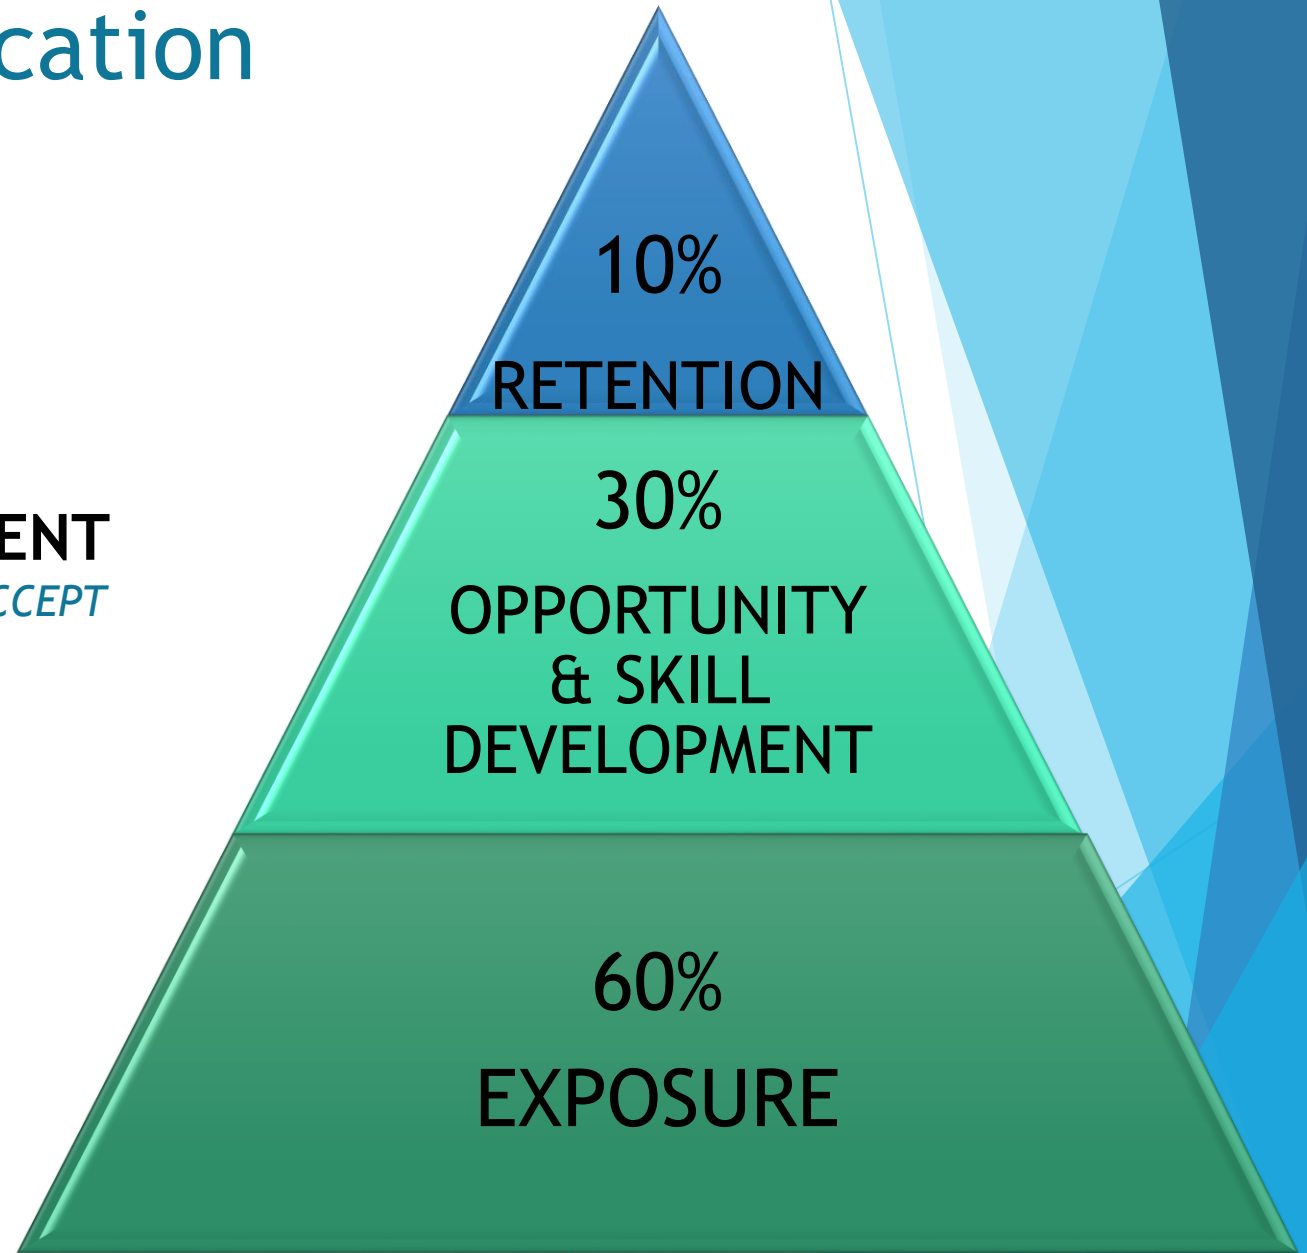 cation
10%
RETENTION
30%
OPPORTUNITY
& SKILL
DEVELOPMENT
ENT
CCEPT
60%
EXPOSURE